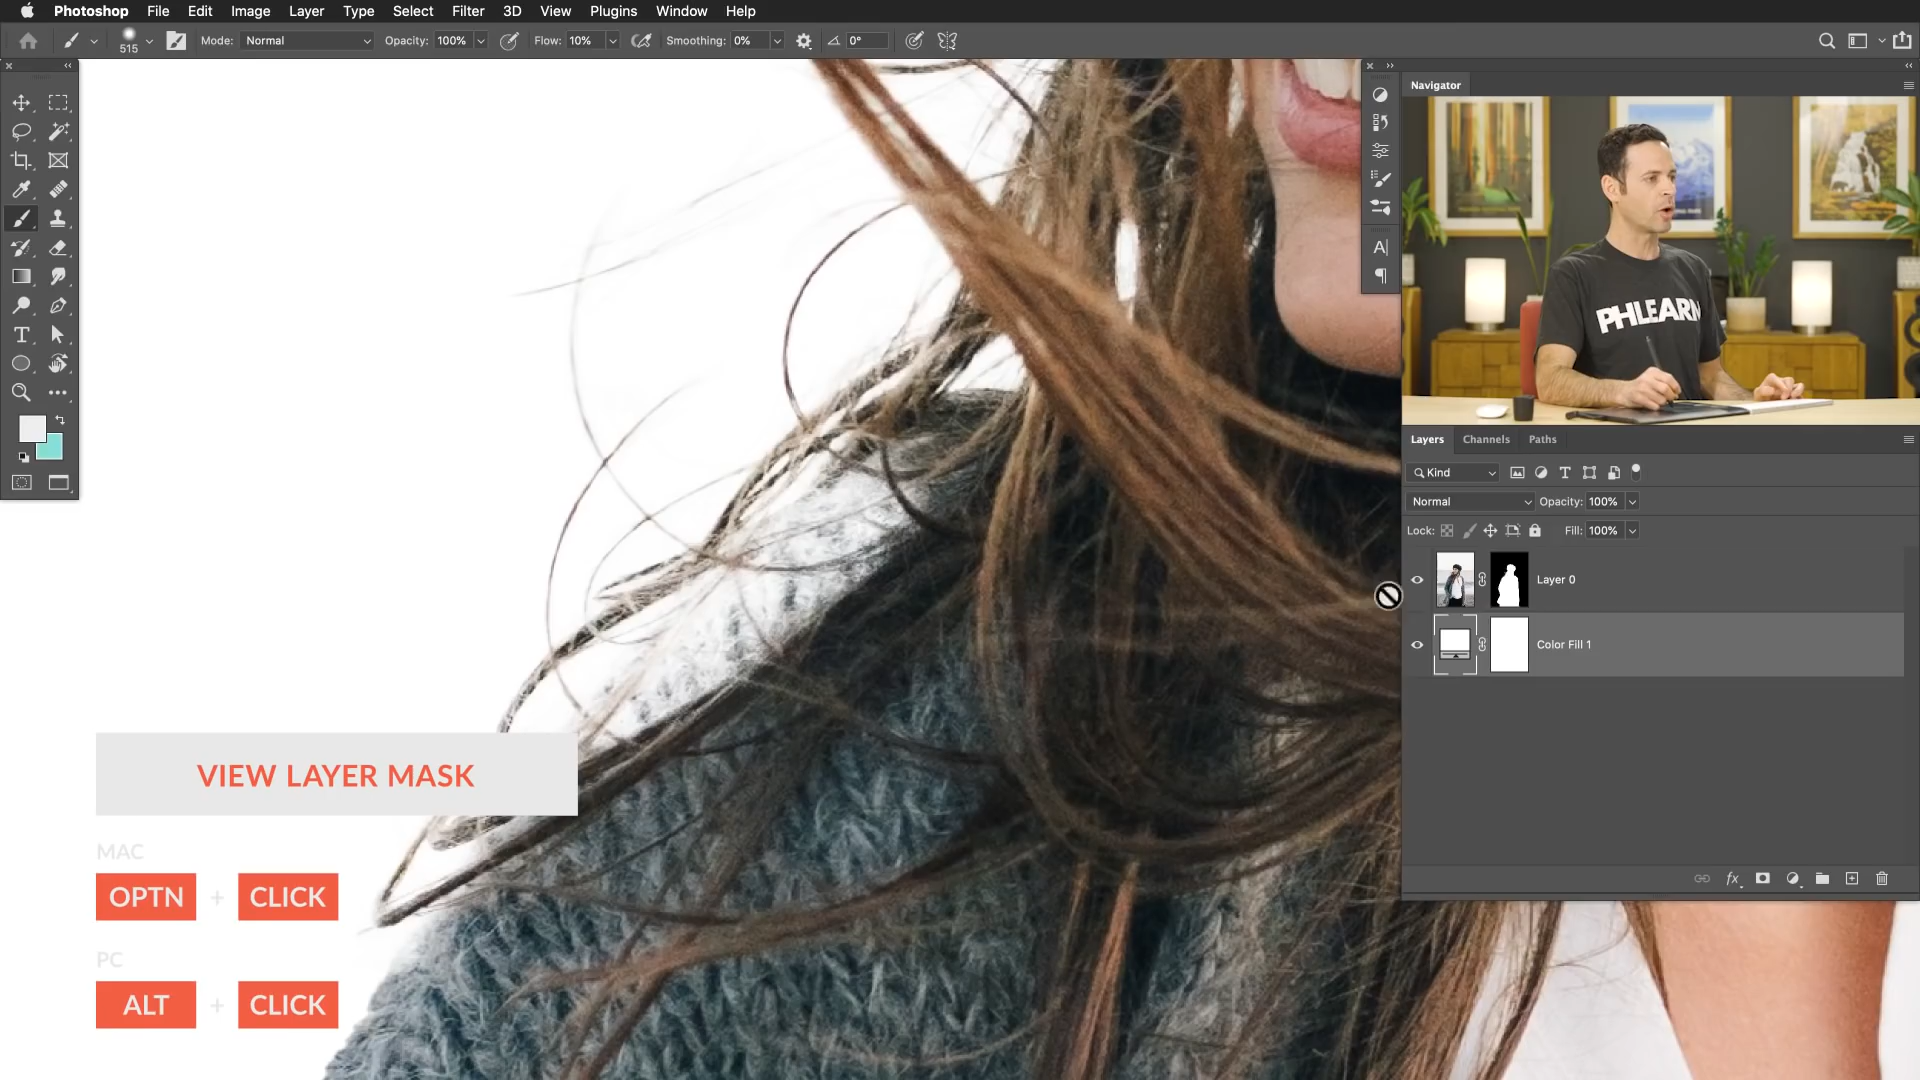 Photoshop File Edit Image Layer Type Select Filter 3D View Plugins Window Help
515 Mode: Normal Opacity: 100% Flow: 10% Smoothing: 0% 0°
Navigator
PHLEARN
Layers Channels Paths
Kind
Normal Opacity: 100%
Lock: Fill: 100%
Layer 0
Color Fill 1
VIEW LAYER MASK
MAC
OPTN + CLICK
PC
ALT + CLICK